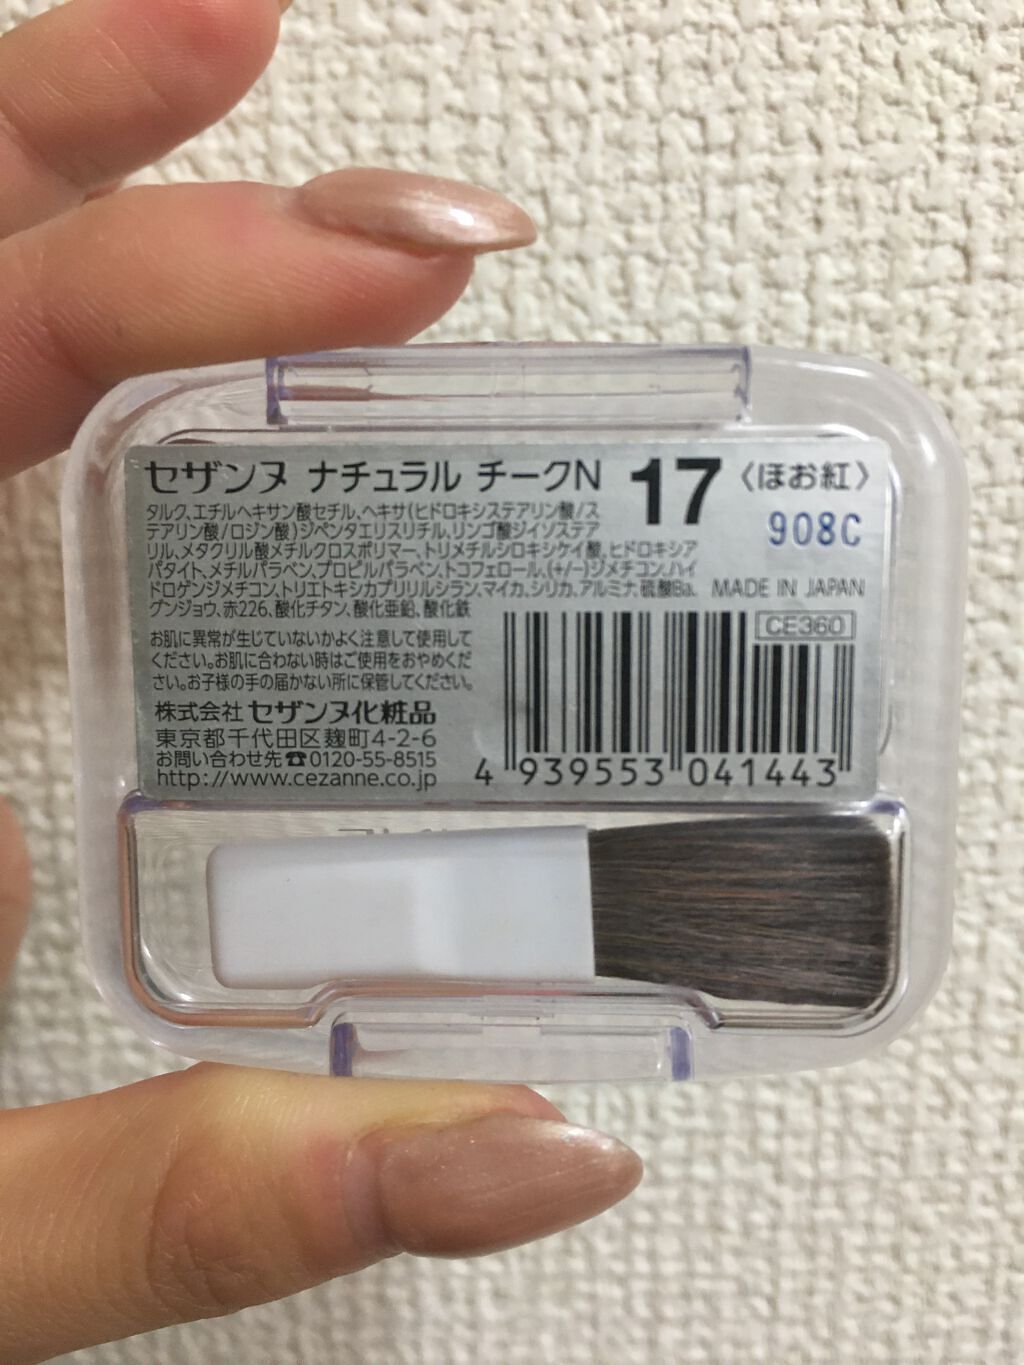 セザンヌ ナチュラル チークN 17 〈ほお紅〉
タルク、エチルヘキサン酸セチル、ヘキサ(ヒドロキシステアリン酸/ス
テアリン酸/ロジン酸)ジペンタエリスリチル、リンゴ酸ジイソステア
リル、メタクリル酸メチルクロスポリマー、トリメチルシロキシケイ酸、ヒドロキシア
パタイト、メチルパラベン、プロピルパラベン、トコフェロール、(+/-)ジメチコン、ハイ
ドロゲンジメチコン、トリエトキシカプリリルシラン、マイカ、シリカ、アルミナ、硫酸Ba、
グンジョウ、赤226、酸化チタン、酸化亜鉛、酸化鉄
908C
MADE IN JAPAN
CE360
お肌に異常が生じていないかよく注意して使用して
ください。お肌に合わない時はご使用をおやめくだ
さい。お子様の手の届かない所に保管してください。
株式会社 セザンヌ化粧品
東京都千代田区麹町4-2-6
お問い合わせ先☎0120-55-8515
http://www.cezanne.co.jp
4 939553 041443